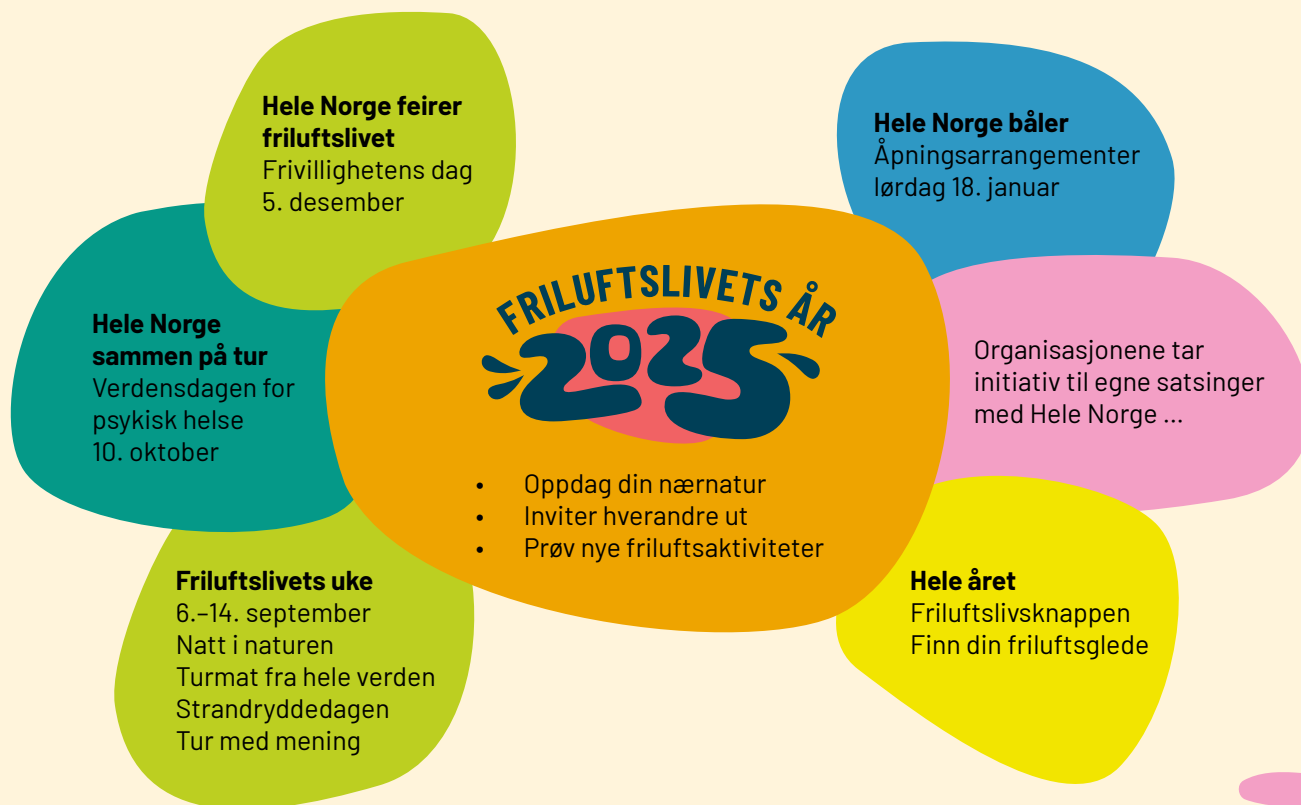 Hele Norge feirer
friluftslivet
Frivillighetens dag
5. desember
Hele Norge båler
Åpningsarrangementer
lørdag 18. januar
Hele Norge
sammen på tur
Verdensdagen for
psykisk helse
10. oktober
FRILUFTSLIVETS ÅR
2025
• Oppdag din nærnatur
• Inviter hverandre ut
• Prøv nye friluftsaktiviteter
Organisasjonene tar
initiativ til egne satsinger
med Hele Norge ...
Friluftslivets uke
6.–14. september
Natt i naturen
Turmat fra hele verden
Strandryddedagen
Tur med mening
Hele året
Friluftslivsknappen
Finn din friluftsglede